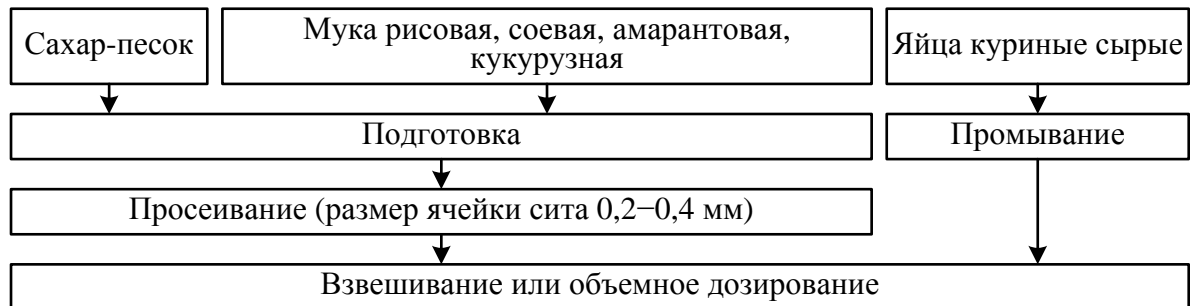 Сахар-песок
Мука рисовая, соевая, амарантовая,
кукурузная
Яйца куриные сырые
Подготовка
Промывание
Просеивание (размер ячейки сита 0,2−0,4 мм)
Взвешивание или объемное дозирование